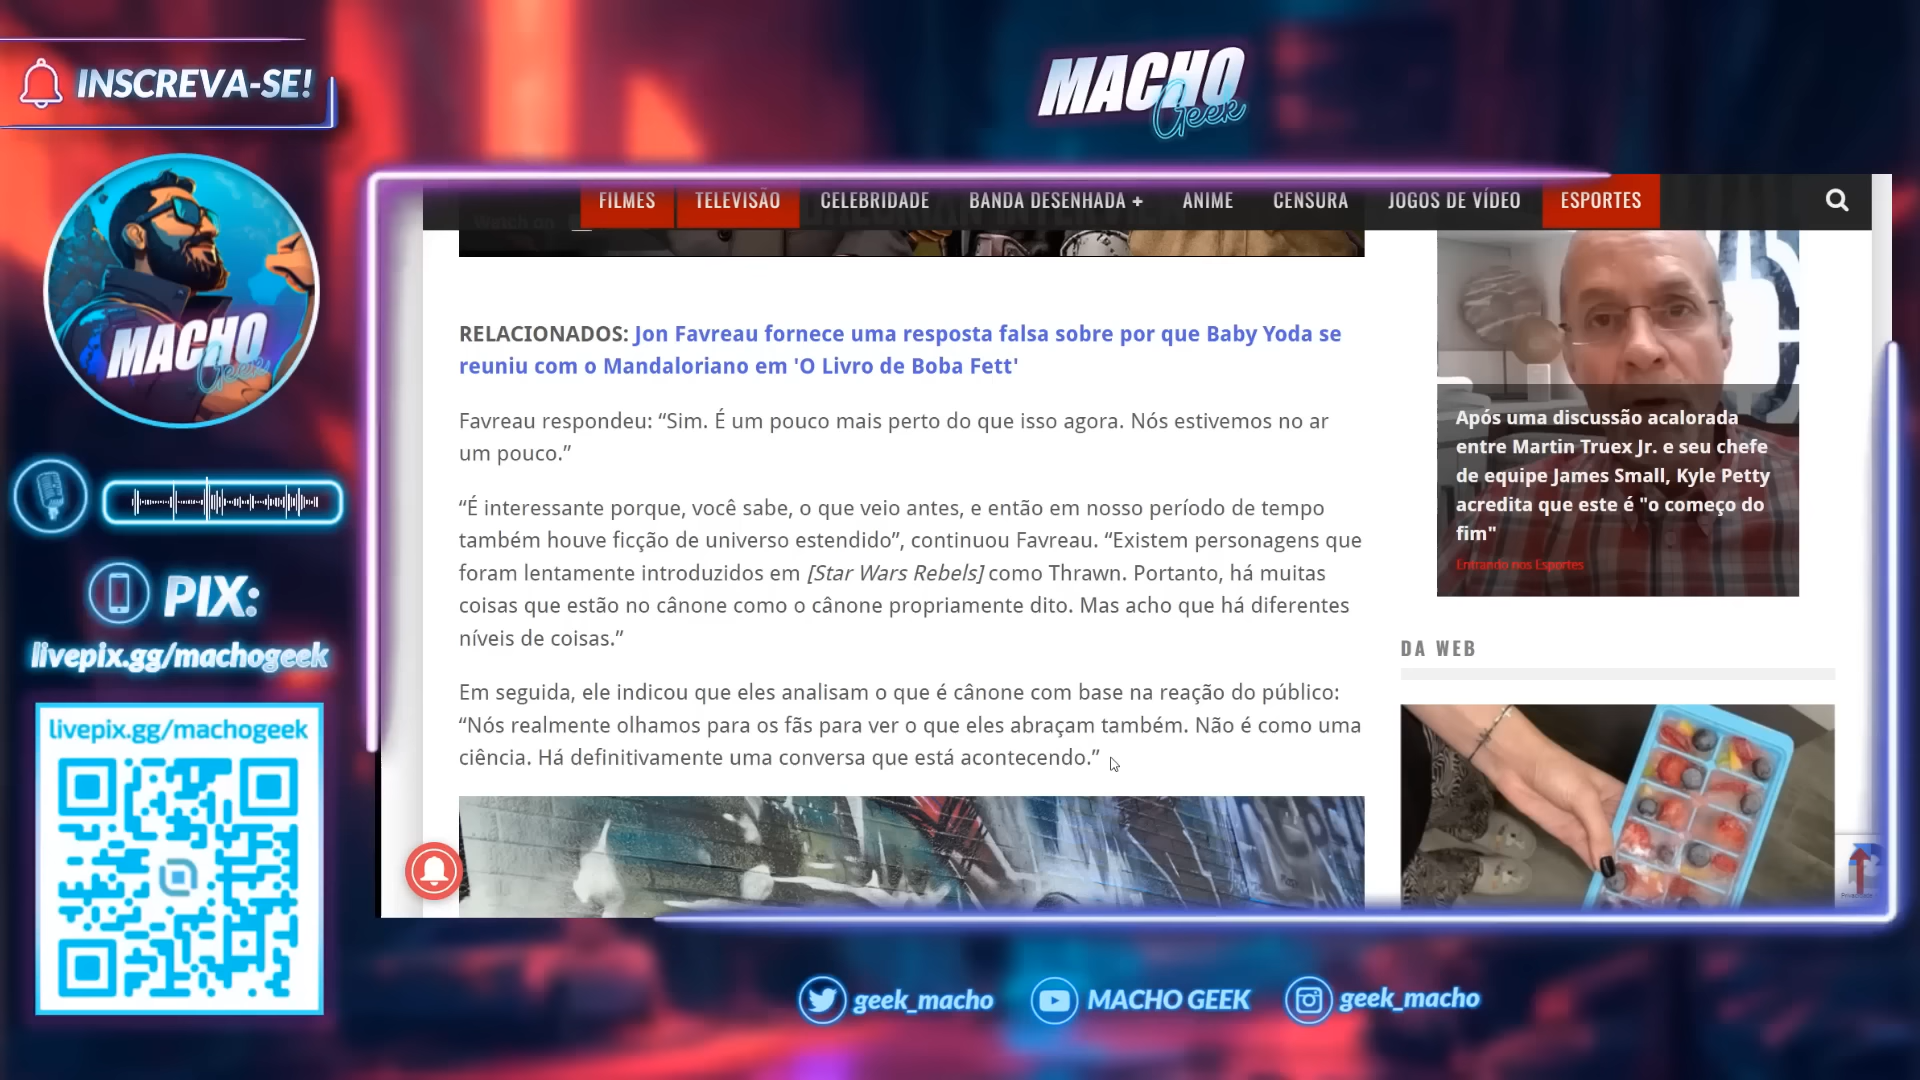 INSCREVA-SE!
MACHO
Geek
MACHO
Geek
PIX:
livepix.gg/machogeek
livepix.gg/machogeek
FILMES
TELEVISÃO
CELEBRIDADE
BANDA DESENHADA +
ANIME
CENSURA
JOGOS DE VÍDEO
ESPORTES
Watch on
RELACIONADOS: Jon Favreau fornece uma resposta falsa sobre por que Baby Yoda se
reuniu com o Mandaloriano em 'O Livro de Boba Fett'
Favreau respondeu: “Sim. É um pouco mais perto do que isso agora. Nós estivemos no ar
um pouco.”
“É interessante porque, você sabe, o que veio antes, e então em nosso período de tempo
também houve ficção de universo estendido”, continuou Favreau. “Existem personagens que
foram lentamente introduzidos em [Star Wars Rebels] como Thrawn. Portanto, há muitas
coisas que estão no cânone como o cânone propriamente dito. Mas acho que há diferentes
níveis de coisas.”
Em seguida, ele indicou que eles analisam o que é cânone com base na reação do público:
“Nós realmente olhamos para os fãs para ver o que eles abraçam também. Não é como uma
ciência. Há definitivamente uma conversa que está acontecendo.”
Após uma discussão acalorada
entre Martin Truex Jr. e seu chefe
de equipe James Small, Kyle Petty
acredita que este é "o começo do
fim"
Entrando nos Esportes
DA WEB
geek_macho
MACHO GEEK
geek_macho